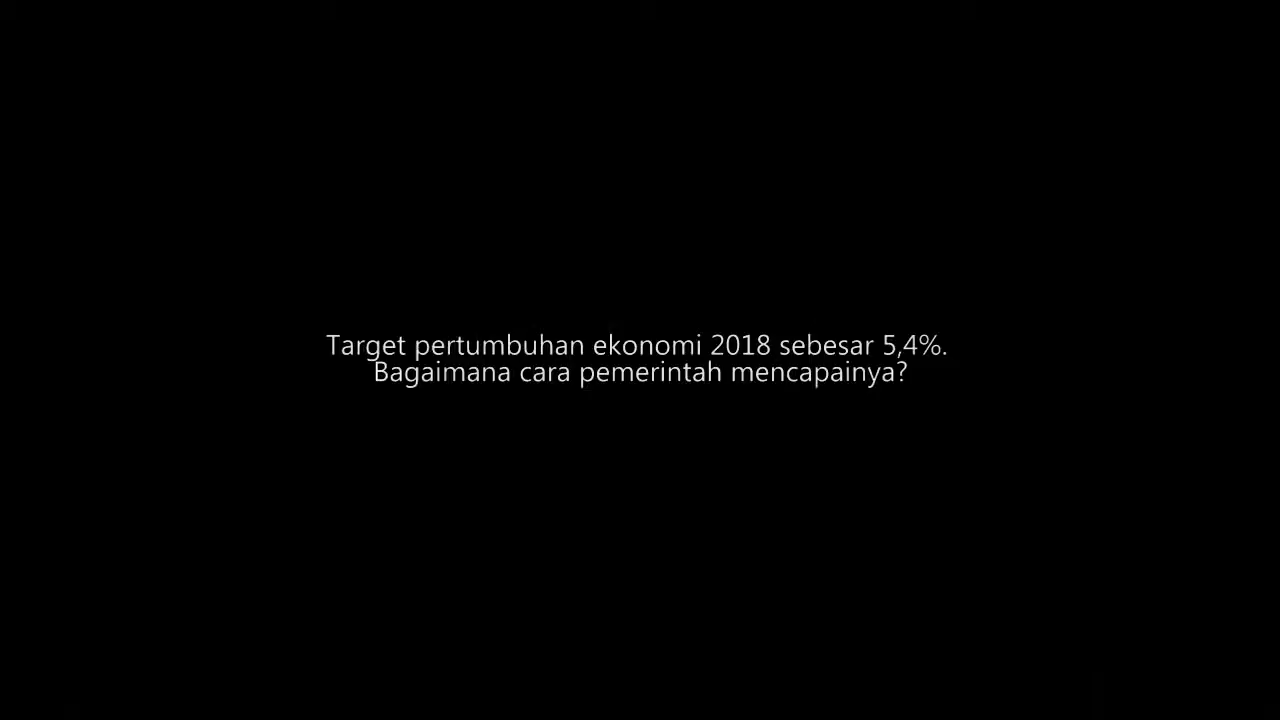 Target pertumbuhan ekonomi 2018 sebesar 5,4%.
Bagaimana cara pemerintah mencapainya?